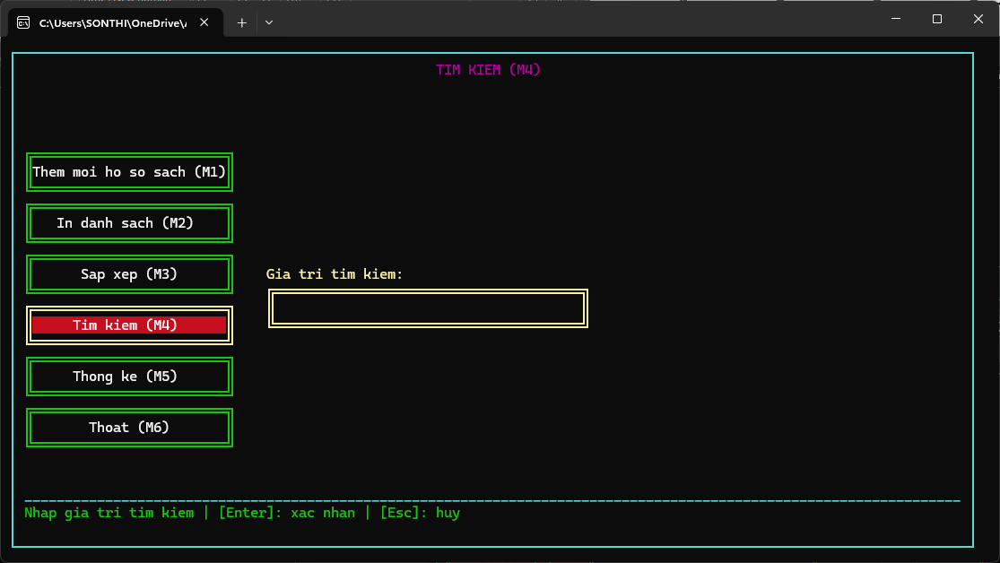 C:\Users\SONTHI\OneDrive\
TIM KIEM (M4)
Them moi ho so sach (M1)
In danh sach (M2)
Sap xep (M3)
Gia tri tim kiem:
Tim kiem (M4)
Thong ke (M5)
Thoat (M6)
Nhap gia tri tim kiem | [Enter]: xac nhan | [Esc]: huy